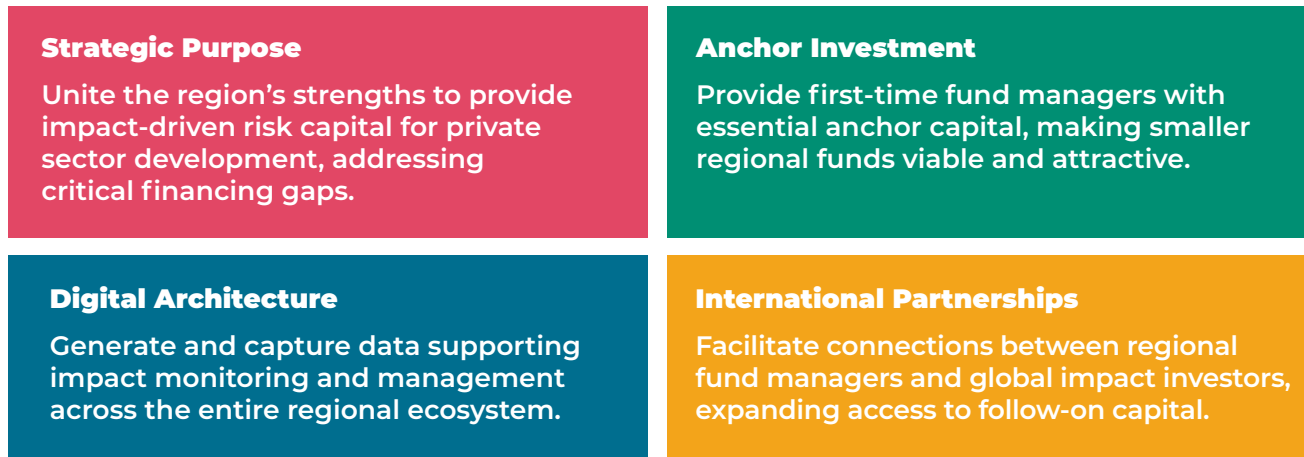 Strategic Purpose
Unite the region’s strengths to provide
impact-driven risk capital for private
sector development, addressing
critical financing gaps.
Anchor Investment
Provide first-time fund managers with
essential anchor capital, making smaller
regional funds viable and attractive.
Digital Architecture
Generate and capture data supporting
impact monitoring and management
across the entire regional ecosystem.
International Partnerships
Facilitate connections between regional
fund managers and global impact investors,
expanding access to follow-on capital.